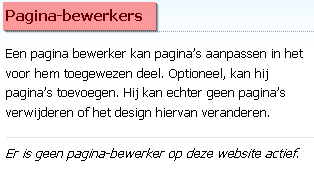 Pagina-bewerkers
Een pagina bewerker kan pagina's aanpassen in het
voor hem toegewezen deel. Optioneel, kan hij
pagina's toevoegen. Hij kan echter geen pagina's
verwijderen of het design hiervan veranderen.
Er is geen pagina-bewerker op deze website actief.